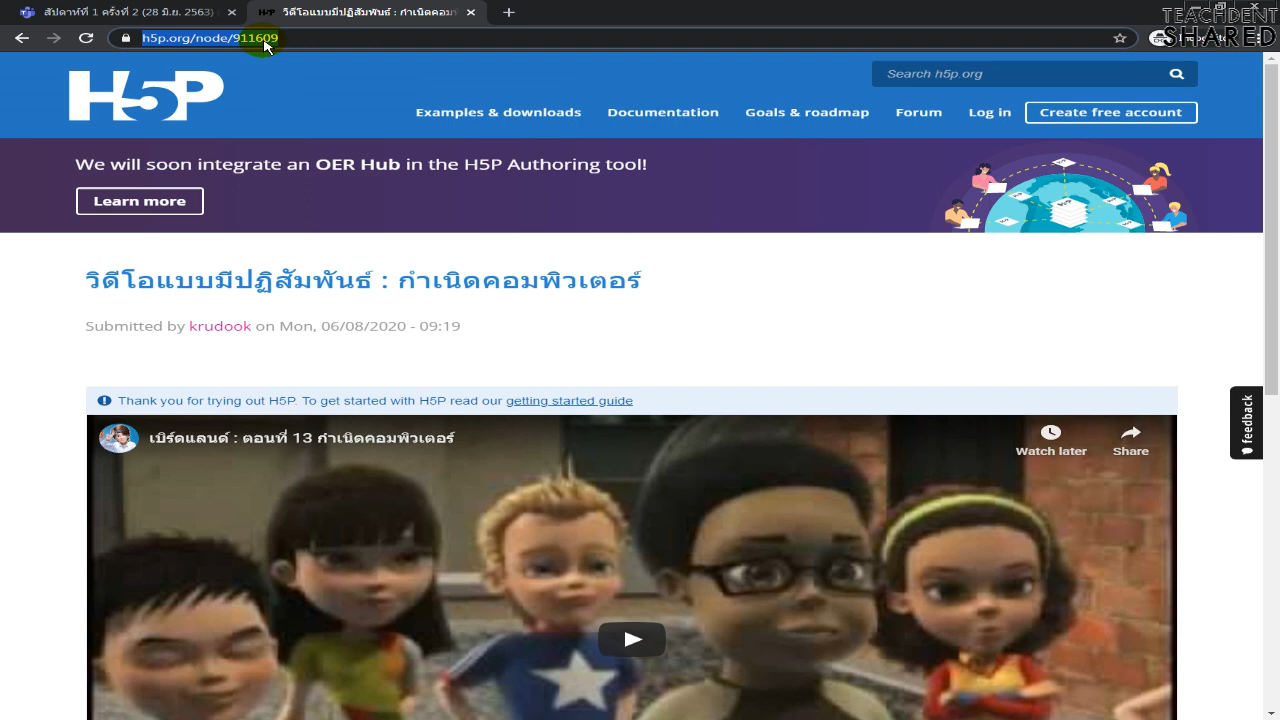 สัปดาห์ที่ 1 ครั้งที่ 2 (28 มิ.ย. 2563)
H5P วิดีโอแบบมีปฏิสัมพันธ์ : กำเนิดคอมพิ
TEACHDENT
SHARED
h5p.org/node/911609
H5P
Search h5p.org
Examples & downloads Documentation Goals & roadmap Forum Log in Create free account
We will soon integrate an OER Hub in the H5P Authoring tool!
Learn more
วิดีโอแบบมีปฏิสัมพันธ์ : กำเนิดคอมพิวเตอร์
Submitted by krudook on Mon, 06/08/2020 - 09:19
Thank you for trying out H5P. To get started with H5P read our getting started guide
เบิร์ดแลนด์ : ตอนที่ 13 กำเนิดคอมพิวเตอร์
Watch later Share
feedback